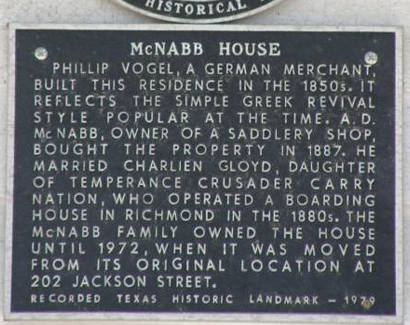 HISTORICAL
McNABB HOUSE
PHILLIP VOGEL, A GERMAN MERCHANT,
BUILT THIS RESIDENCE IN THE 1850s. IT
REFLECTS THE SIMPLE GREEK REVIVAL
STYLE POPULAR AT THE TIME. A.D.
McNABB, OWNER OF A SADDLERY SHOP,
BOUGHT THE PROPERTY IN 1887. HE
MARRIED CHARLIEN GLOYD, DAUGHTER
OF TEMPERANCE CRUSADER CARRY
NATION, WHO OPERATED A BOARDING
HOUSE IN RICHMOND IN THE 1880s. THE
McNABB FAMILY OWNED THE HOUSE
UNTIL 1972, WHEN IT WAS MOVED
FROM ITS ORIGINAL LOCATION AT
202 JACKSON STREET.
RECORDED TEXAS HISTORIC LANDMARK – 1979